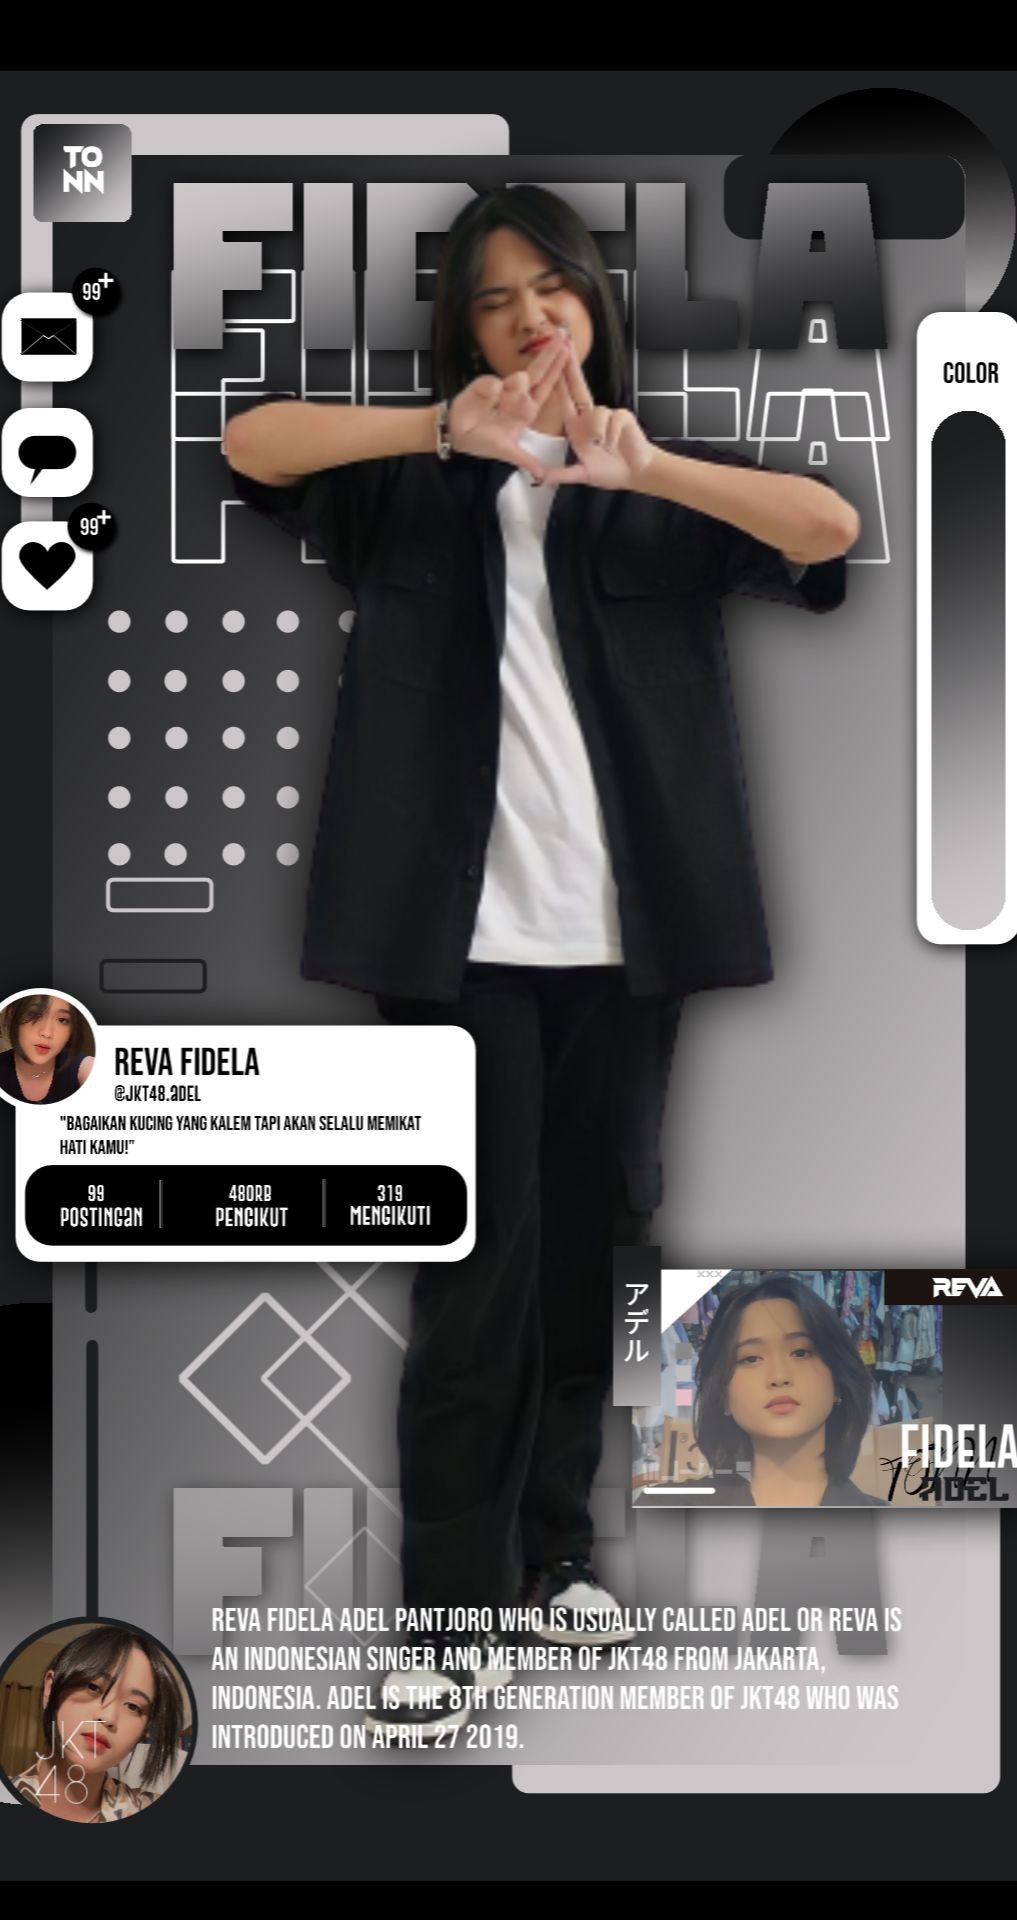 TO
NN
FIDELA
99+
99+
COLOR
REVA FIDELA
@JKT48.aDEL
"BAGAIKAN KUCING YANG KALEM TAPI AKAN SELALU MEMIKAT
HATI KAMU!"
99
POSTINGaN
480RB
PENGIKUT
319
MENGIKUTI
アデル
XXX
REVA
FIDELA
ADEL
FIDELA
REVA FIDELA ADEL PANTJORO WHO IS USUALLY CALLED ADEL OR REVA IS
AN INDONESIAN SINGER AND MEMBER OF JKT48 FROM JAKARTA,
INDONESIA. ADEL IS THE 8TH GENERATION MEMBER OF JKT48 WHO WAS
INTRODUCED ON APRIL 27 2019.
JKT
48